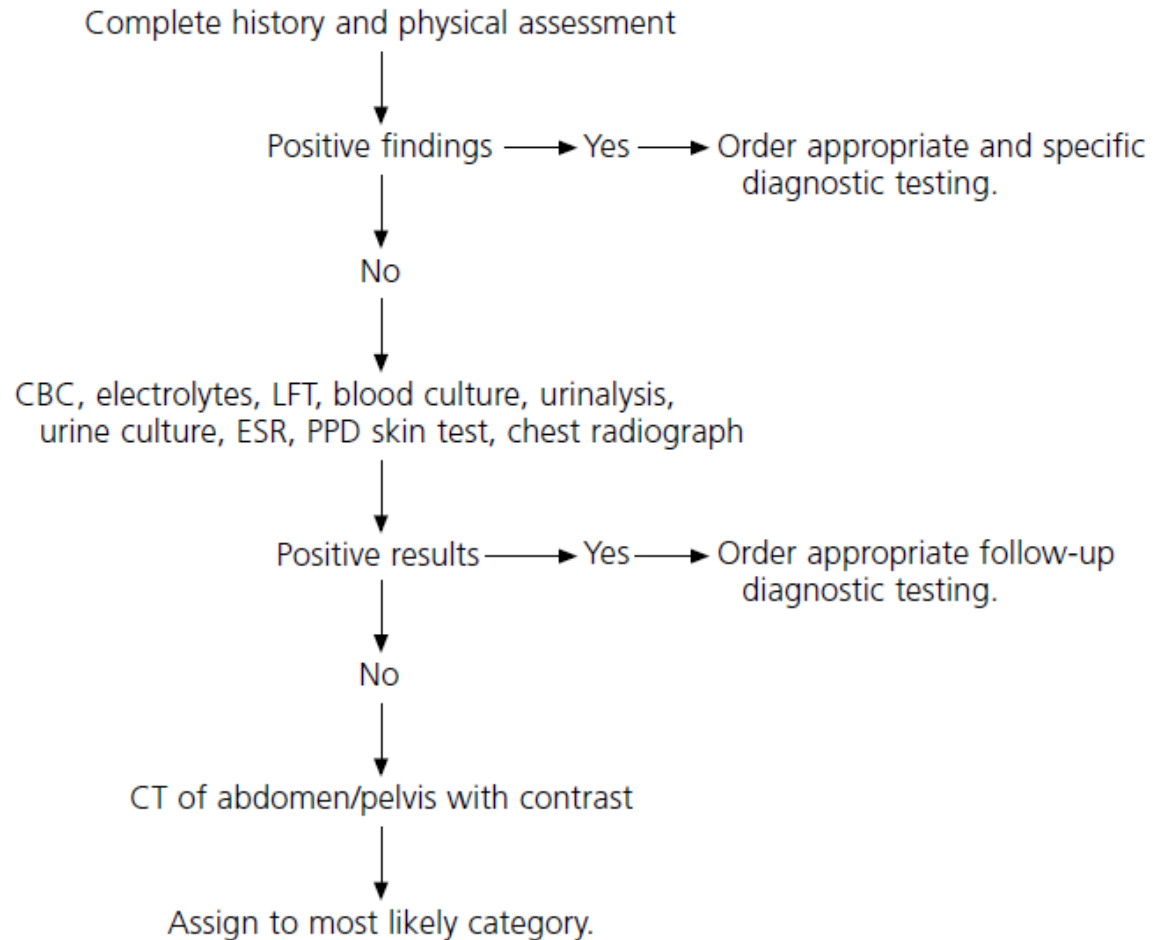 Complete history and physical assessment
Positive findings
Yes
Order appropriate and specific
diagnostic testing.
No
CBC, electrolytes, LFT, blood culture, urinalysis,
urine culture, ESR, PPD skin test, chest radiograph
Positive results
Yes
Order appropriate follow-up
diagnostic testing.
No
CT of abdomen/pelvis with contrast
Assign to most likely category.